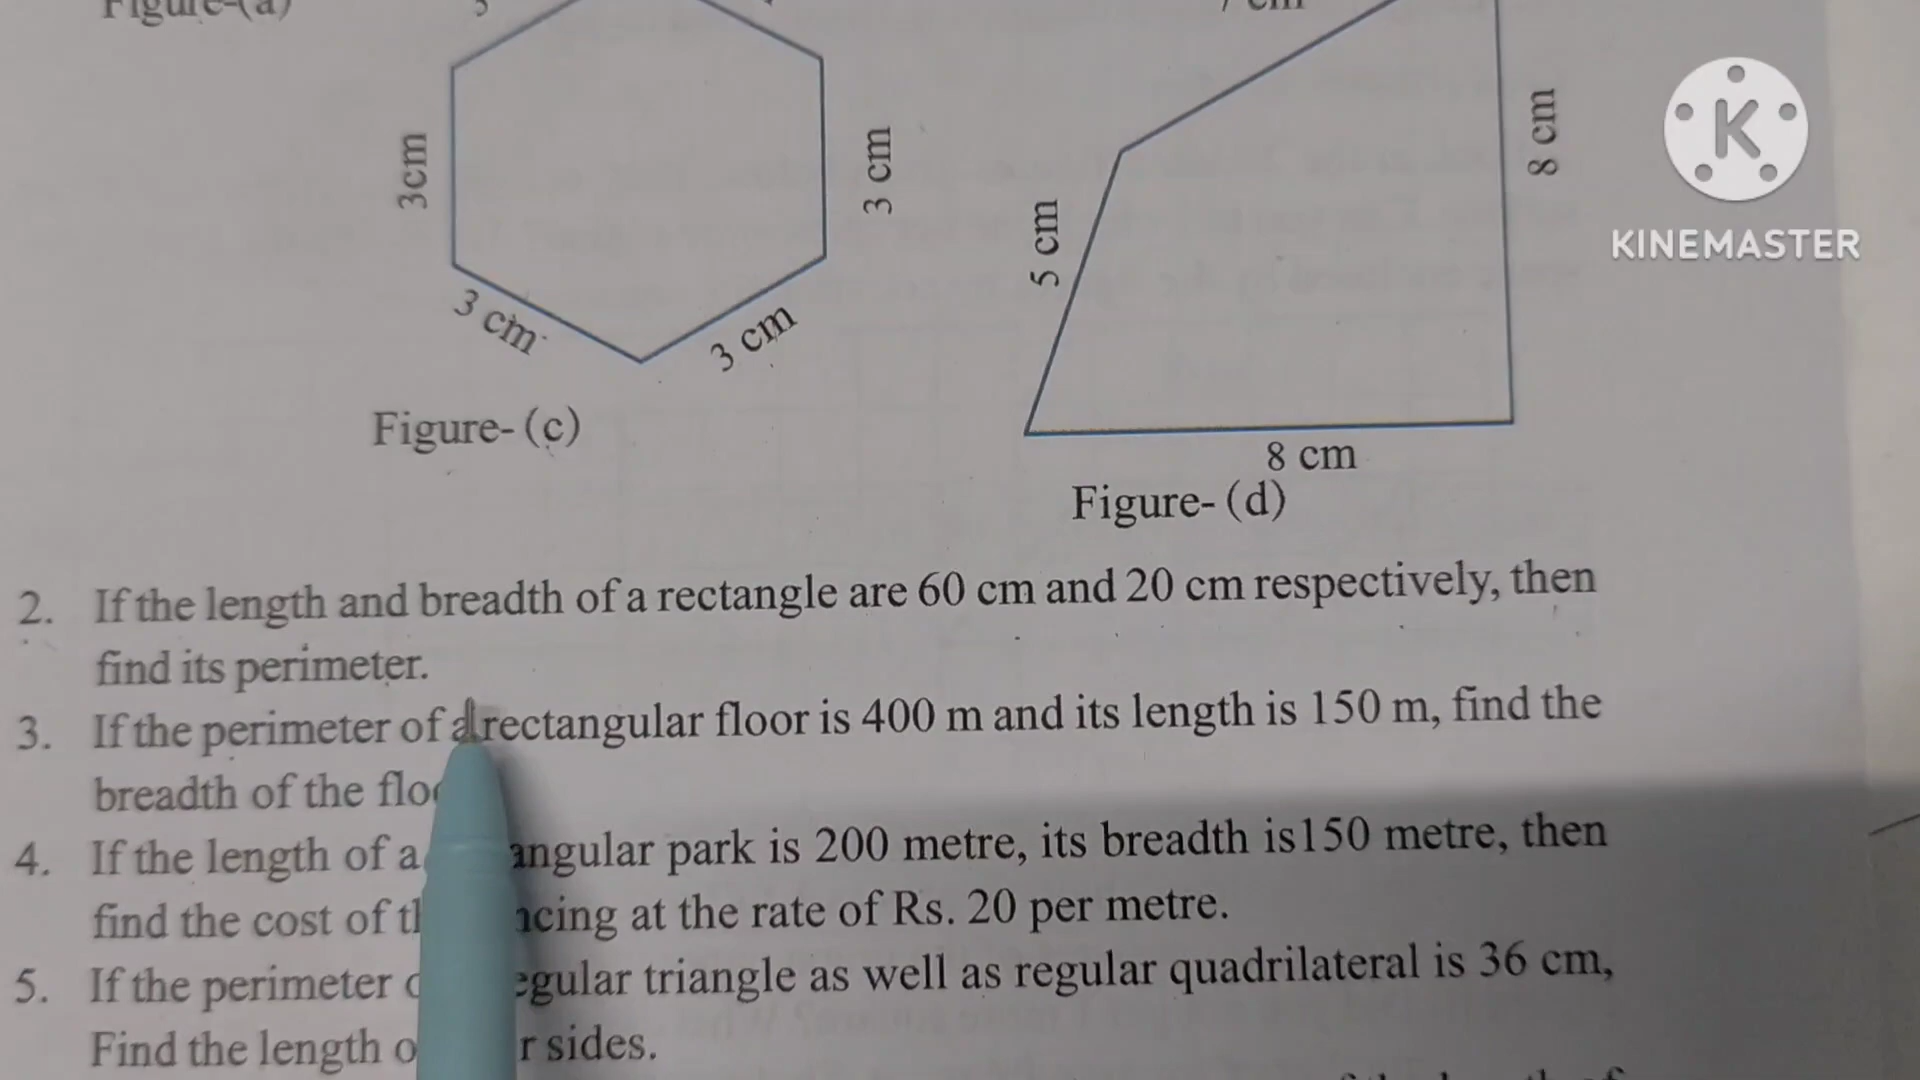 Figure-(a)
7 cm
3cm
3 cm
8 cm
5 cm
3 cm
3 cm
K
KINEMASTER
Figure- (c)
8 cm
Figure- (d)
2. If the length and breadth of a rectangle are 60 cm and 20 cm respectively, then
find its perimeter.
3. If the perimeter of a rectangular floor is 400 m and its length is 150 m, find the
breadth of the
4. If the length of a park is 200 metre, its breadth is150 metre, then
find the cost of at the rate of Rs. 20 per metre.
5. If the perimeter triangle as well as regular quadrilateral is 36 cm,
Find the length sides.